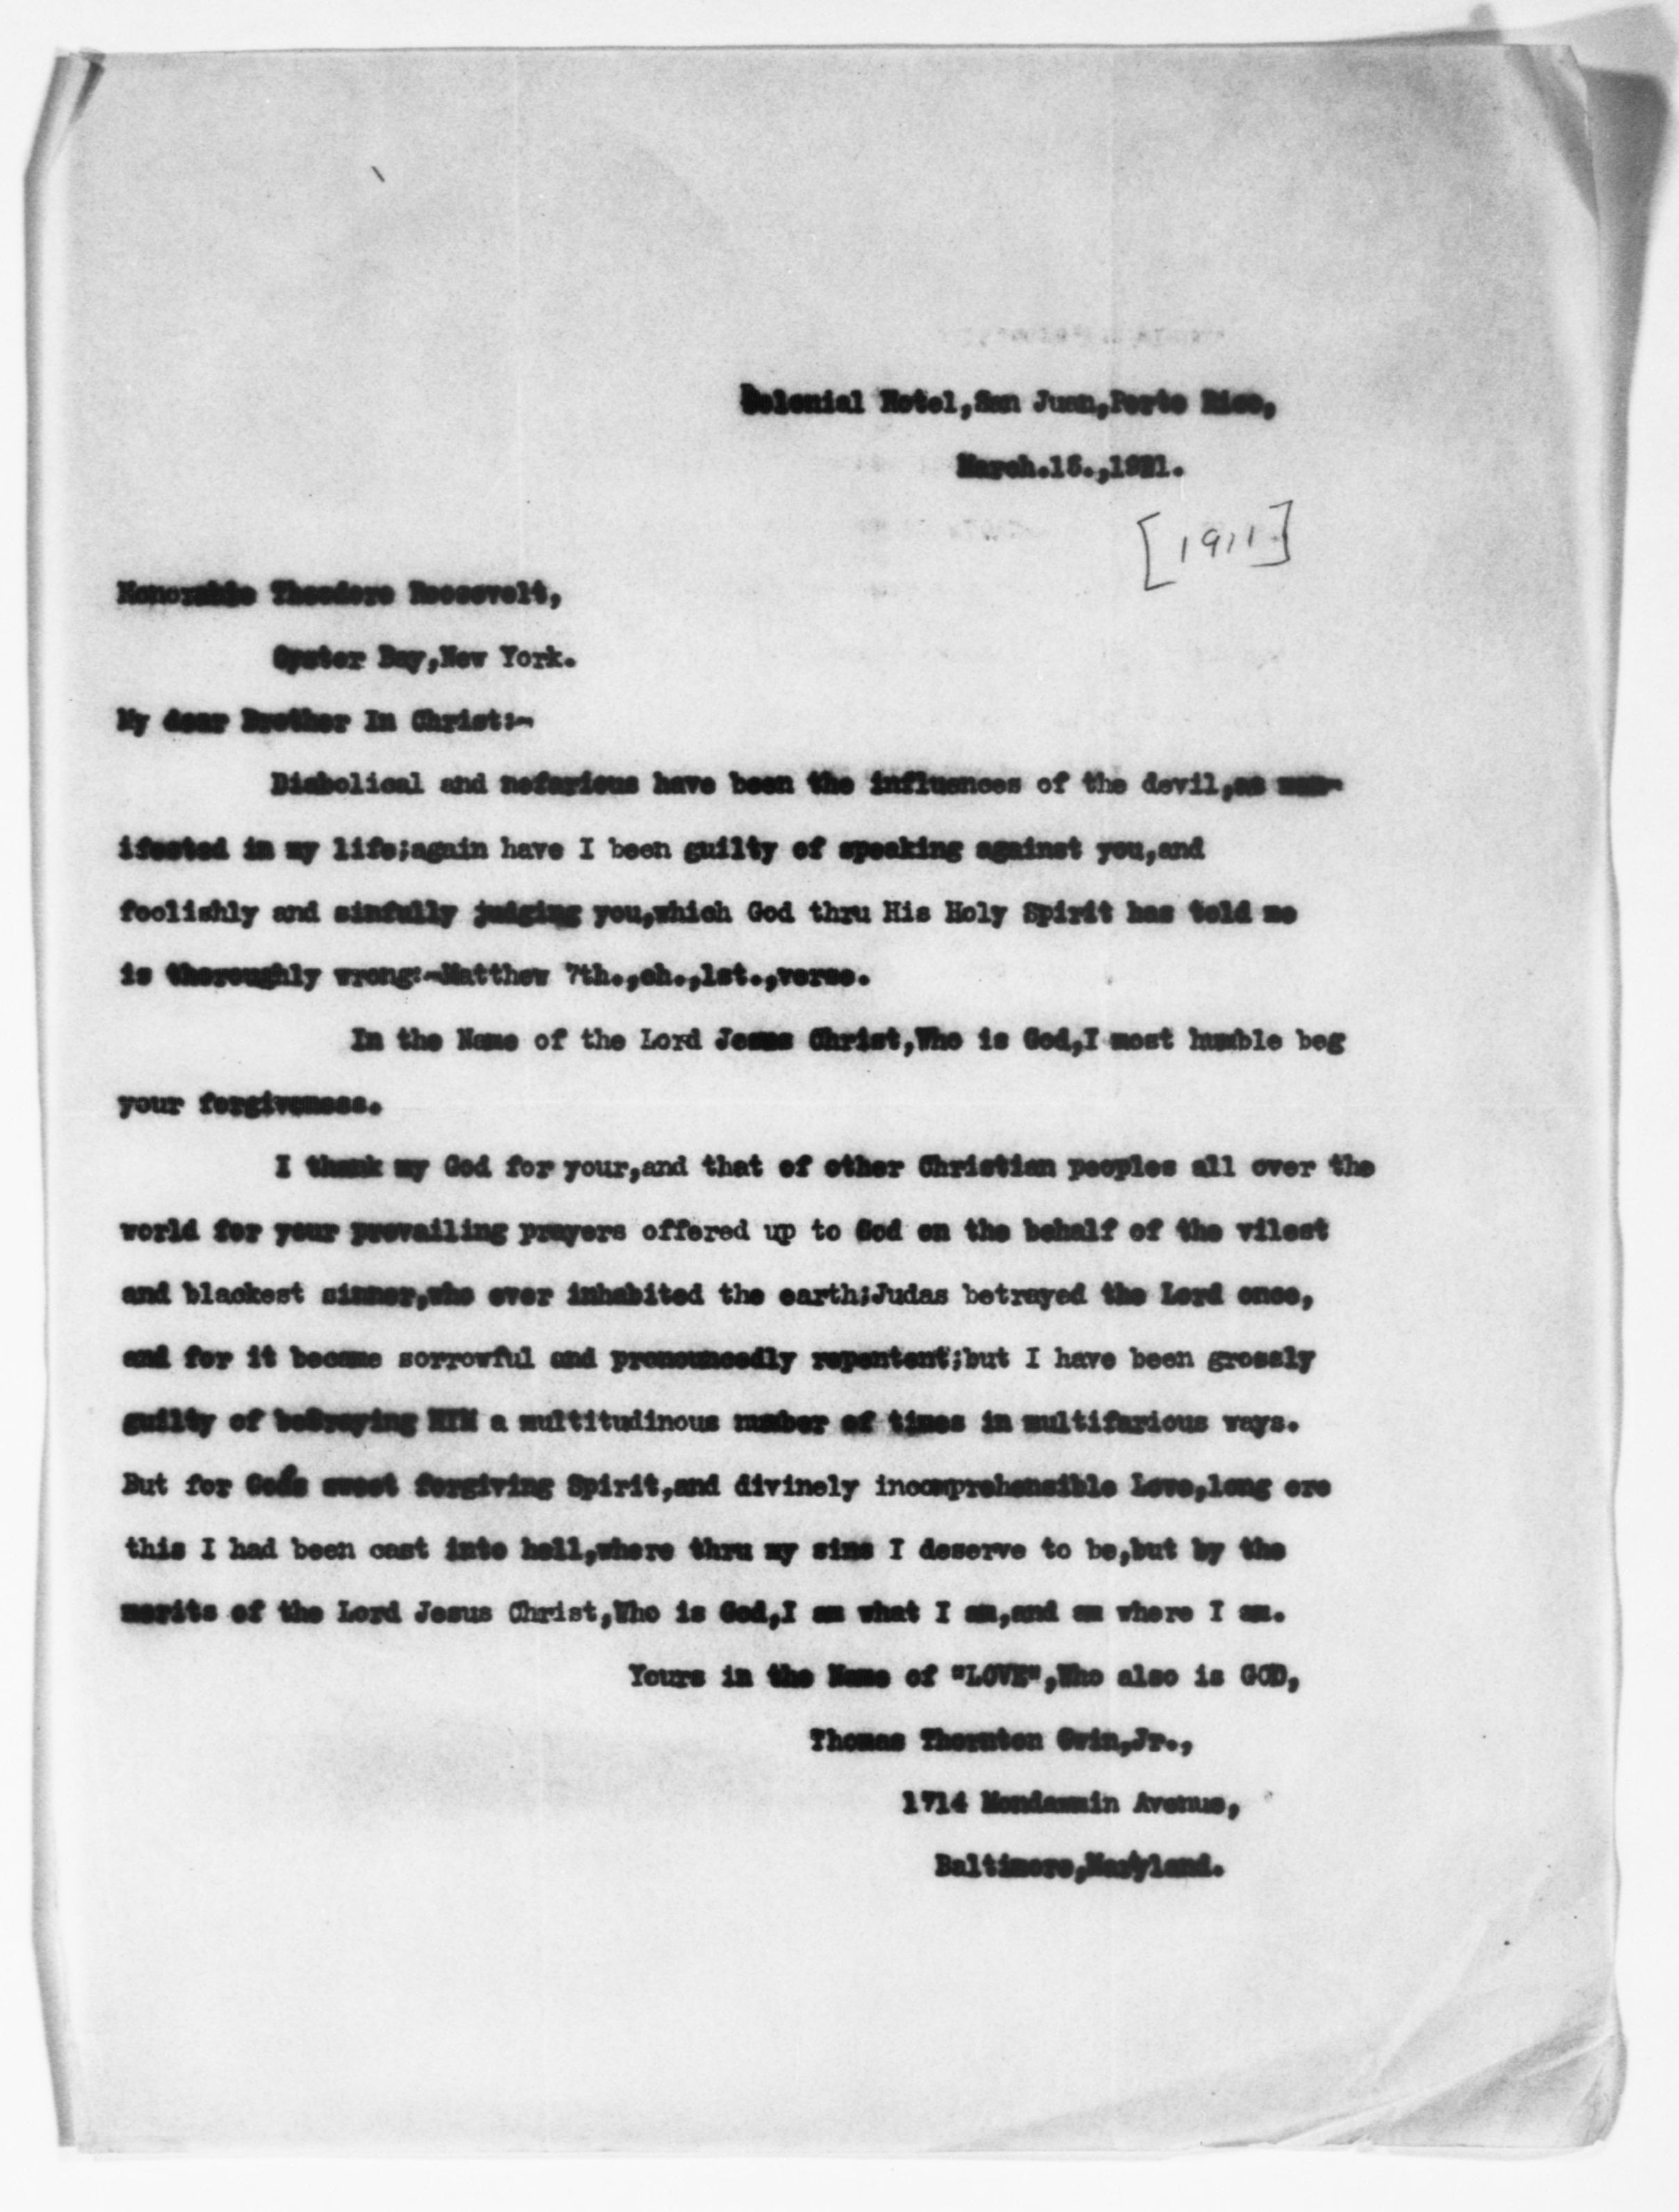 Colonial Hotel,San Juan,Porto Rico,
March.15.,1921.
[1911]
Honorable Theodore Roosevelt,
Oyster Bay,New York.
My dear Brother In Christ:-
Diabolical and nefarious have been the influences of the devil,as man-
ifested in my life;again have I been guilty of speaking against you,and
foolishly and sinfully judging you,which God thru His Holy Spirit has told me
is thoroughly wrong:-Matthew 7th.,ch.,1st.,verse.
In the Name of the Lord Jesus Christ,Who is God,I most humble beg
your forgiveness.
I thank my God for your,and that of other Christian peoples all over the
world for your prevailing prayers offered up to God on the behalf of the vilest
and blackest sinner,who ever inhabited the earth;Judas betrayed the Lord once,
and for it became sorrowful and pronouncedly repentent;but I have been grossly
guilty of betraying HIM a multitudinous number of times in multifarious ways.
But for God's sweet forgiving Spirit,and divinely incomprehensible Love,long ere
this I had been cast into hell,where thru my sins I deserve to be,but by the
merits of the Lord Jesus Christ,Who is God,I am what I am,and am where I am.
Yours in the Name of "LOVE",Who also is GOD,
Thomas Thornton Gwin,Jr.,
1714 Mondawmin Avenue,
Baltimore,Maryland.